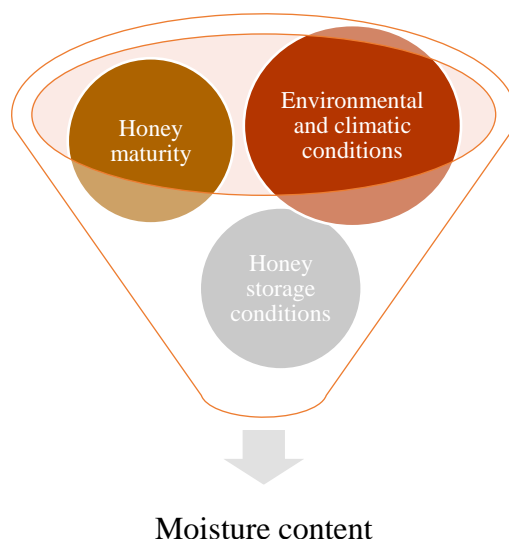 Honey
maturity
Environmental
and climatic
conditions
Honey
storage
conditions
Moisture content